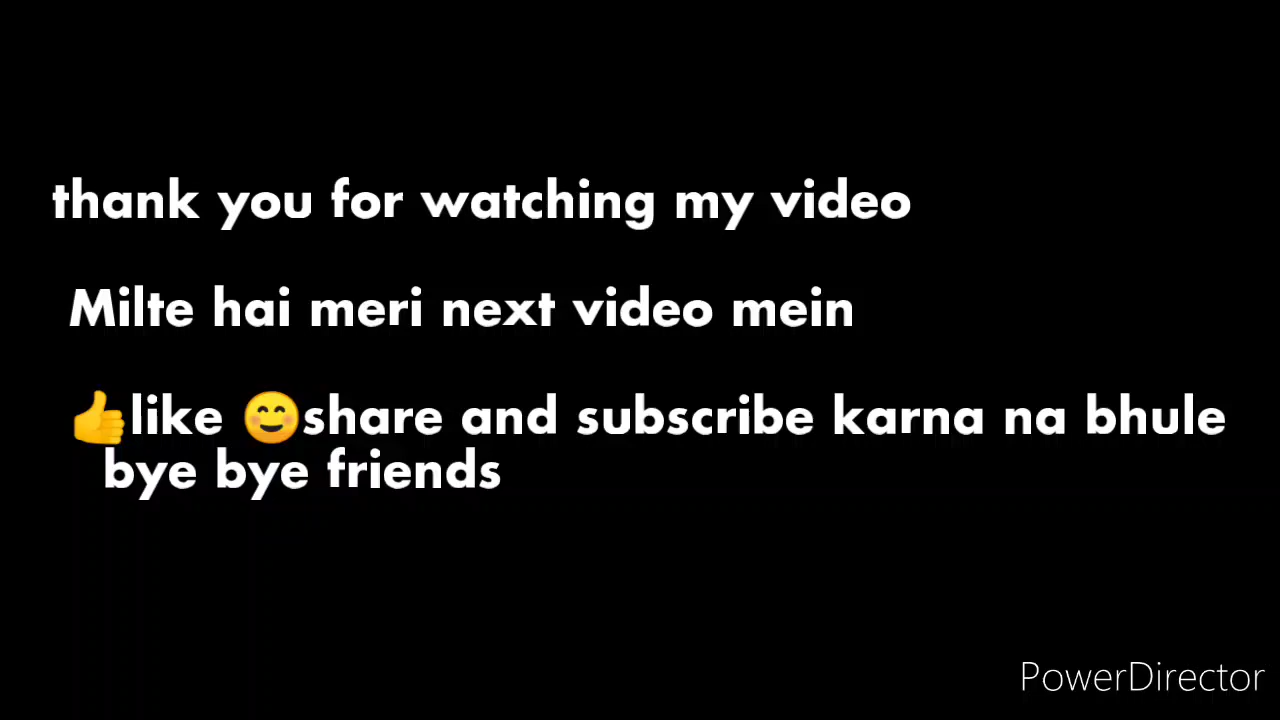 thank you for watching my video
Milte hai meri next video mein
👍like 😊share and subscribe karna na bhule
bye bye friends
PowerDirector